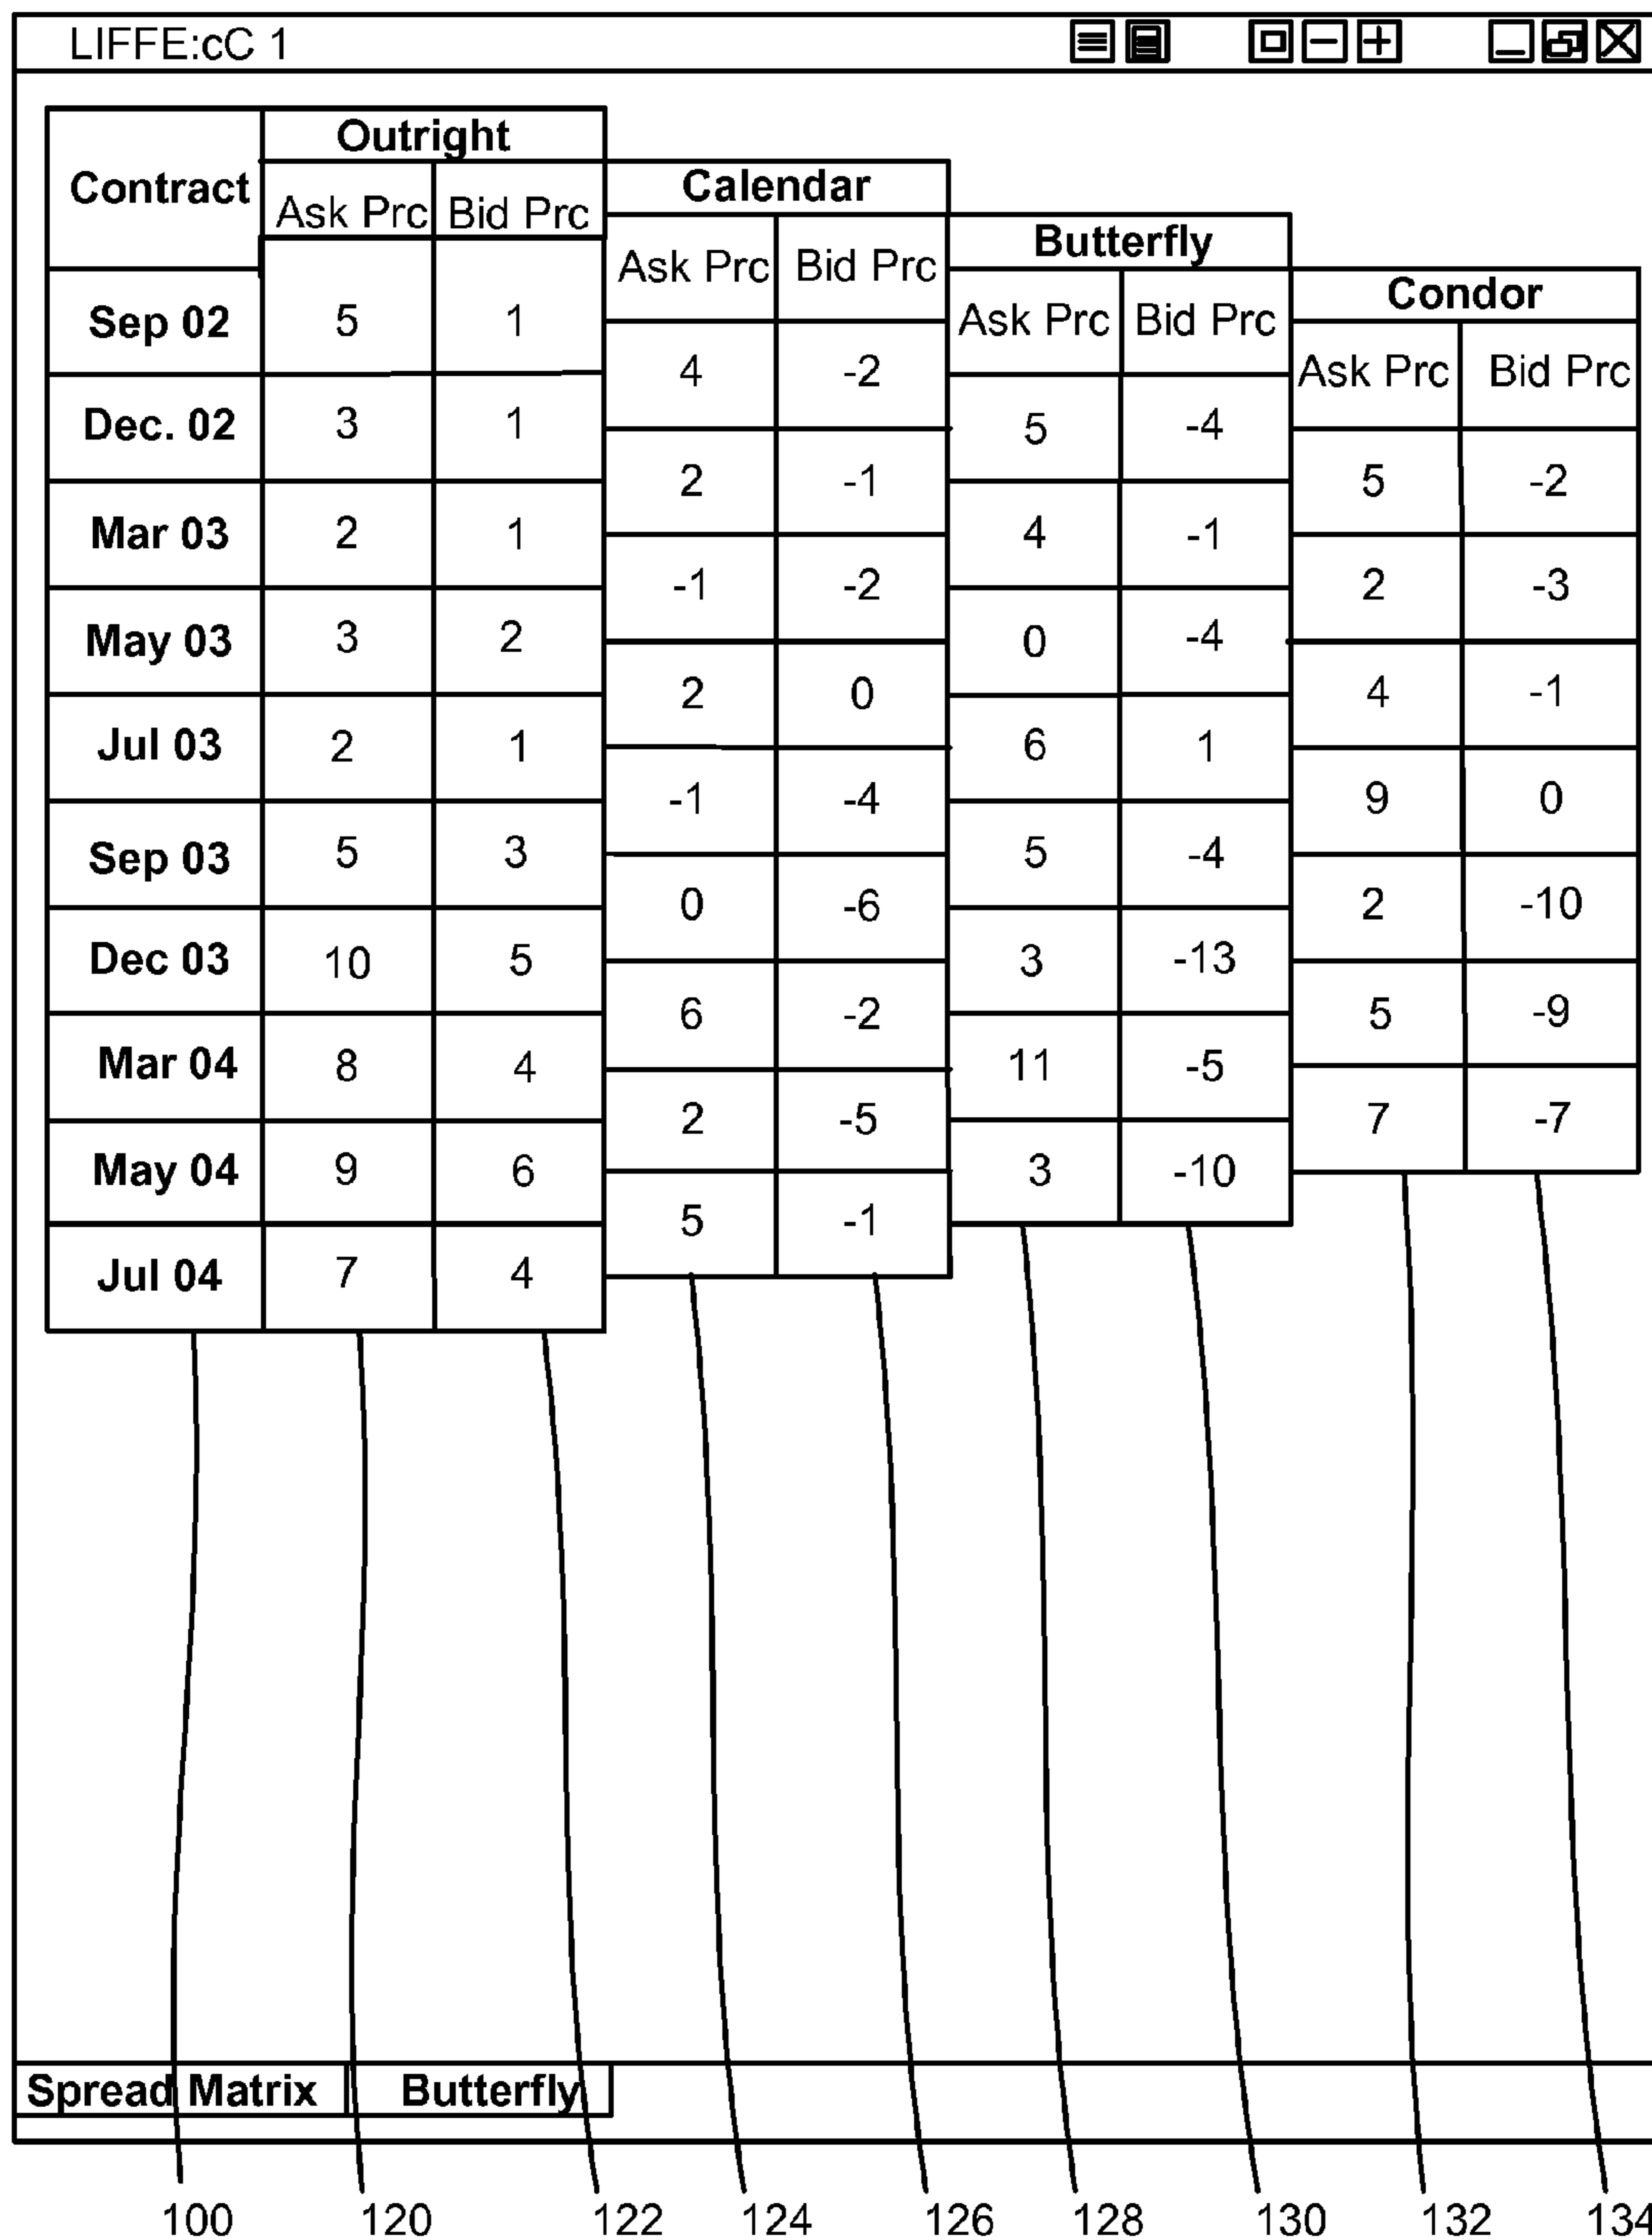 LIFFE:cC 1
Outright
Contract Calendar
Ask Prc Bid Prc
Butterfly
Ask Prc Bid Prc
Condor
Sep 02 5 1 Ask Prc Bid Prc
4 -2 Ask Prc Bid Prc
Dec. 02 3 1 5 -4
2 -1 5 -2
Mar 03 2 1 4 -1
-1 -2 2 -3
May 03 3 2 0 -4
2 0 4 -1
Jul 03 2 1 6 1
-1 -4 9 0
Sep 03 5 3 5 -4
0 -6 2 -10
Dec 03 10 5 3 -13
6 -2 5 -9
Mar 04 8 4 11 -5
2 -5 7 -7
May 04 9 6 3 -10
5 -1
Jul 04 7 4
Spread Matrix Butterfly
100 120 122 124 126 128 130 132 134